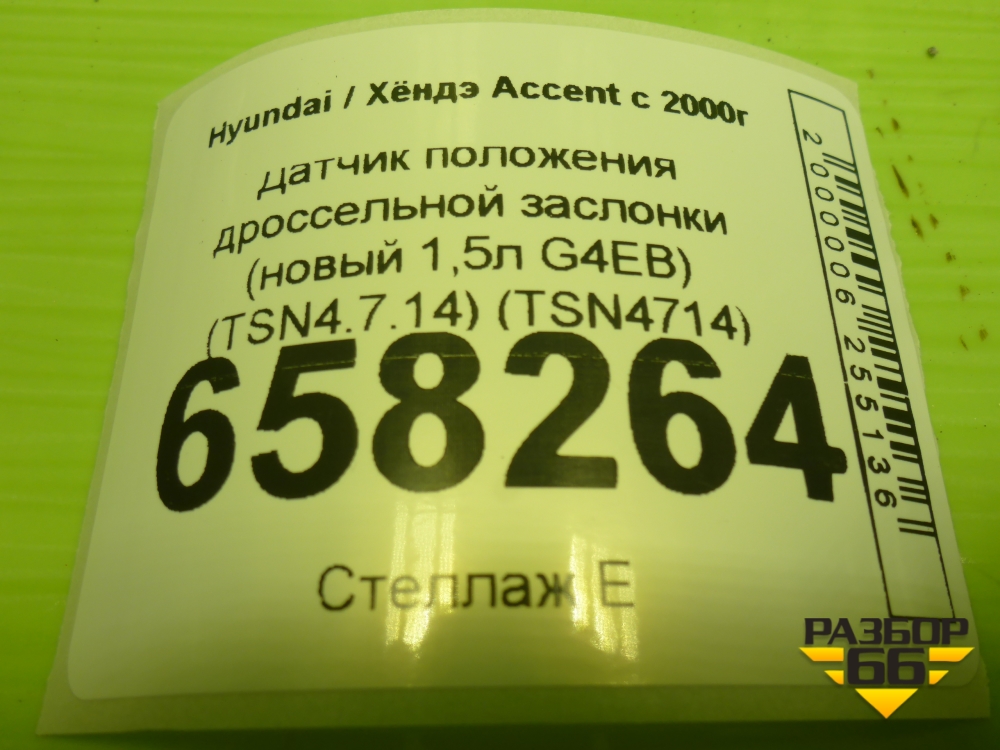 Hyundai / Хёндэ Accent с 2000г
датчик положения
дроссельной заслонки
(новый 1,5л G4EB)
(TSN4.7.14) (TSN4714)
658264
Стеллаж Е
2000006255136
РАЗБОР
66